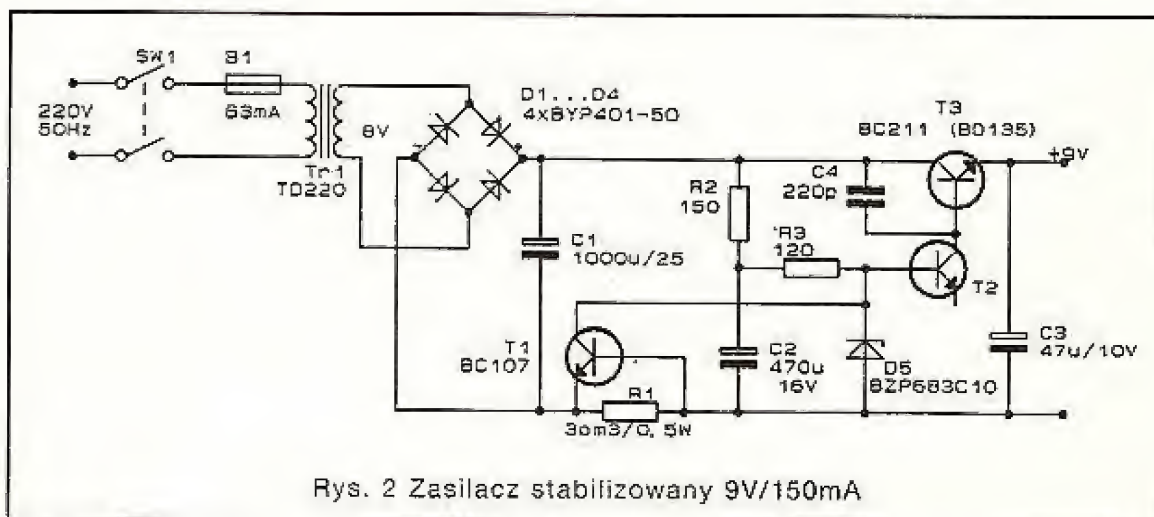 SW1
B1
220V
50Hz
63mA
8V
Tr1
TD220
D1...D4
4xBYP401-50
T3
BC211 (BD135)
+9V
C4
220p
R2
150
R3
120
T2
C1
1000u/25
T1
BC107
R1
3om3/0.5W
C2
470u
16V
D5
BZP683C10
C3
47u/10V
Rys. 2 Zasilacz stabilizowany 9V/150mA